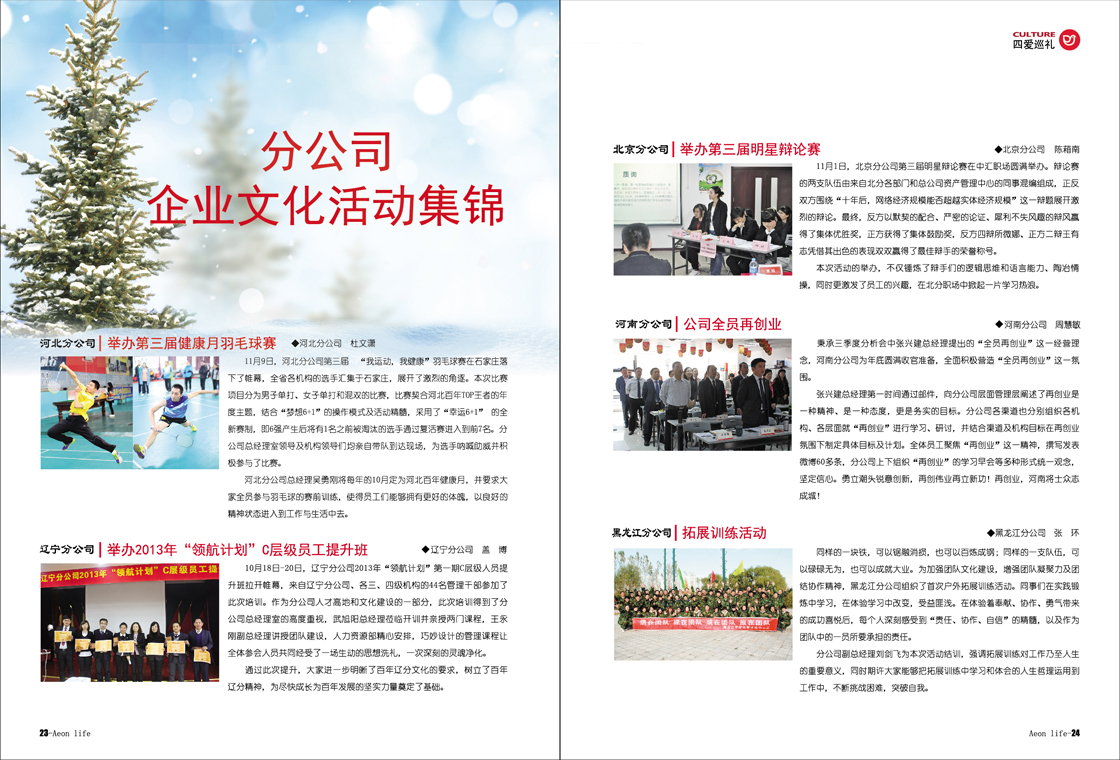 分公司
企业文化活动集锦
河北分公司 举办第三届健康月羽毛球赛 ◆河北分公司 杜文潇
11月9日，河北分公司第三届 “我运动，我健康”羽毛球赛在石家庄落
下了帷幕，全省各机构的选手汇集于石家庄，展开了激烈的角逐。本次比赛
项目分为男子单打、女子单打和混双的比赛，比赛契合河北百年TOP王者的年
度主题，结合“梦想6+1”的操作模式及活动精髓，采用了“幸运6+1” 的全
新赛制，即6强产生后将有1名之前被淘汰的选手通过复活赛进入到前7名。分
公司总经理室领导及机构领导们均亲自带队到达现场，为选手呐喊助威并积
极参与了比赛。
河北分公司总经理吴勇刚将每年的10月定为河北百年健康月，并要求大
家全员参与羽毛球的赛前训练，使得员工们能够拥有更好的体魄，以良好的
精神状态进入到工作与生活中去。
辽宁分公司 举办2013年“领航计划”C层级员工提升班 ◆辽宁分公司 盖 博
辽宁分公司2013年“领航计划”C层级员工提
10月18日-20日，辽宁分公司2013年“领航计划”第一期C层级人员提
升班拉开帷幕，来自辽宁分公司、各三、四级机构的44名管理干部参加了
此次培训。作为分公司人才高地和文化建设的一部分，此次培训得到了分
公司总经理室的高度重视，武旭阳总经理莅临开训并亲授两门课程，王永
刚副总经理讲授团队建设，人力资源部精心安排，巧妙设计的管理课程让
全体参会人员共同经受了一场生动的思想洗礼，一次深刻的灵魂净化。
通过此次提升，大家进一步明晰了百年辽分文化的要求，树立了百年
辽分精神，为尽快成长为百年发展的坚实力量奠定了基础。
23-Aeon life
CULTURE
四爱巡礼
北京分公司 举办第三届明星辩论赛 ◆北京分公司 陈稍南
11月1日，北京分公司第三届明星辩论赛在中汇职场圆满举办。辩论赛
的两支队伍由来自北分各部门和总公司资产管理中心的同事混编组成，正反
双方围绕“十年后，网络经济规模能否超越实体经济规模”这一辩题展开激
烈的辩论。最终，反方以默契的配合、严密的论证、犀利不失风趣的辩风赢
得了集体优胜奖，正方获得了集体鼓励奖，反方四辩所微娜、正方二辩王有
志凭借其出色的表现双双赢得了最佳辩手的荣誉称号。
本次活动的举办，不仅锤炼了辩手们的逻辑思维和语言能力、陶冶情
操，同时更激发了员工的兴趣，在北分职场中掀起一片学习热浪。
河南分公司 公司全员再创业 ◆河南分公司 周慧敏
秉承三季度分析会中张兴建总经理提出的“全员再创业”这一经营理
念，河南分公司为年底圆满收官准备，全面积极营造“全员再创业”这一氛
围。
张兴建总经理第一时间通过邮件，向分公司层面管理层阐述了再创业是
一种精神、是一种态度，更是务实的目标。分公司各渠道也分别组织各机
构、各层面就“再创业”进行学习、研讨，并结合渠道及机构目标在再创业
氛围下制定具体目标及计划。全体员工聚焦“再创业”这一精神，撰写发表
微博60多条，分公司上下组织“再创业”的学习早会等多种形式统一观念，
坚定信心。勇立潮头锐意创新，再创伟业再立新功！再创业，河南将士众志
成城！
黑龙江分公司 拓展训练活动 ◆黑龙江分公司 张 环
同样的一块铁，可以锯融消损，也可以百炼成钢；同样的一支队伍，可
以碌碌无为，也可以成就大业。为加强团队文化建设，增强团队凝聚力及团
结协作精神，黑龙江分公司组织了首次户外拓展训练活动。同事们在实践锻
炼中学习，在体验学习中改变，受益匪浅。在体验着奉献、协作、勇气带来
的成功喜悦后，每个人深刻感受到“责任、协作、自信”的精髓，以及作为
团队中的一员所要承担的责任。
分公司副总经理刘剑飞为本次活动结训，强调拓展训练对工作乃至人生
的重要意义，同时期许大家能够把拓展训练中学习和体会的人生哲理运用到
工作中，不断挑战困难，突破自我。
Aeon life-24